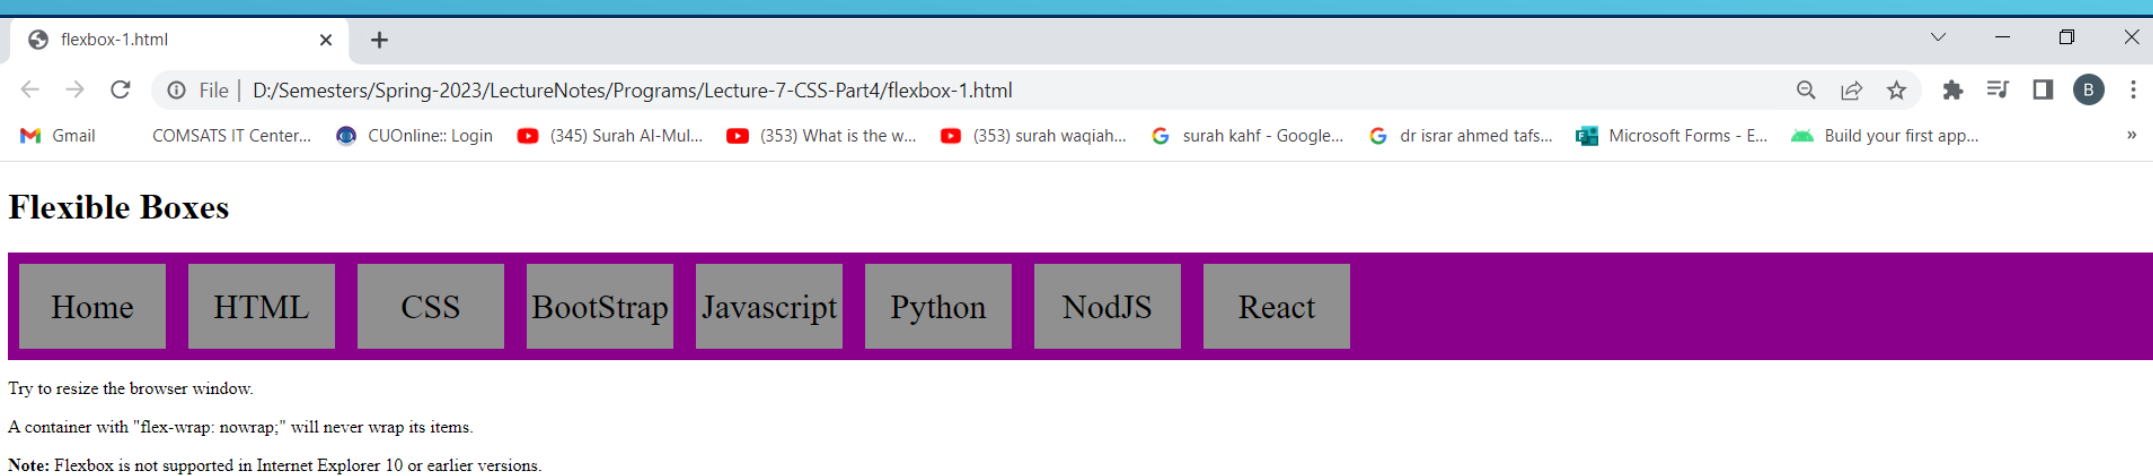 flexbox-1.html
File | D:/Semesters/Spring-2023/LectureNotes/Programs/Lecture-7-CSS-Part4/flexbox-1.html B
Gmail COMSATS IT Center... CUOnline:: Login (345) Surah Al-Mul... (353) What is the w... (353) surah waqiah... surah kahf - Google... dr israr ahmed tafs... Microsoft Forms - E... Build your first app... »
Flexible Boxes
Home HTML CSS BootStrap Javascript Python NodJS React
Try to resize the browser window.
A container with "flex-wrap: nowrap;" will never wrap its items.
Note: Flexbox is not supported in Internet Explorer 10 or earlier versions.